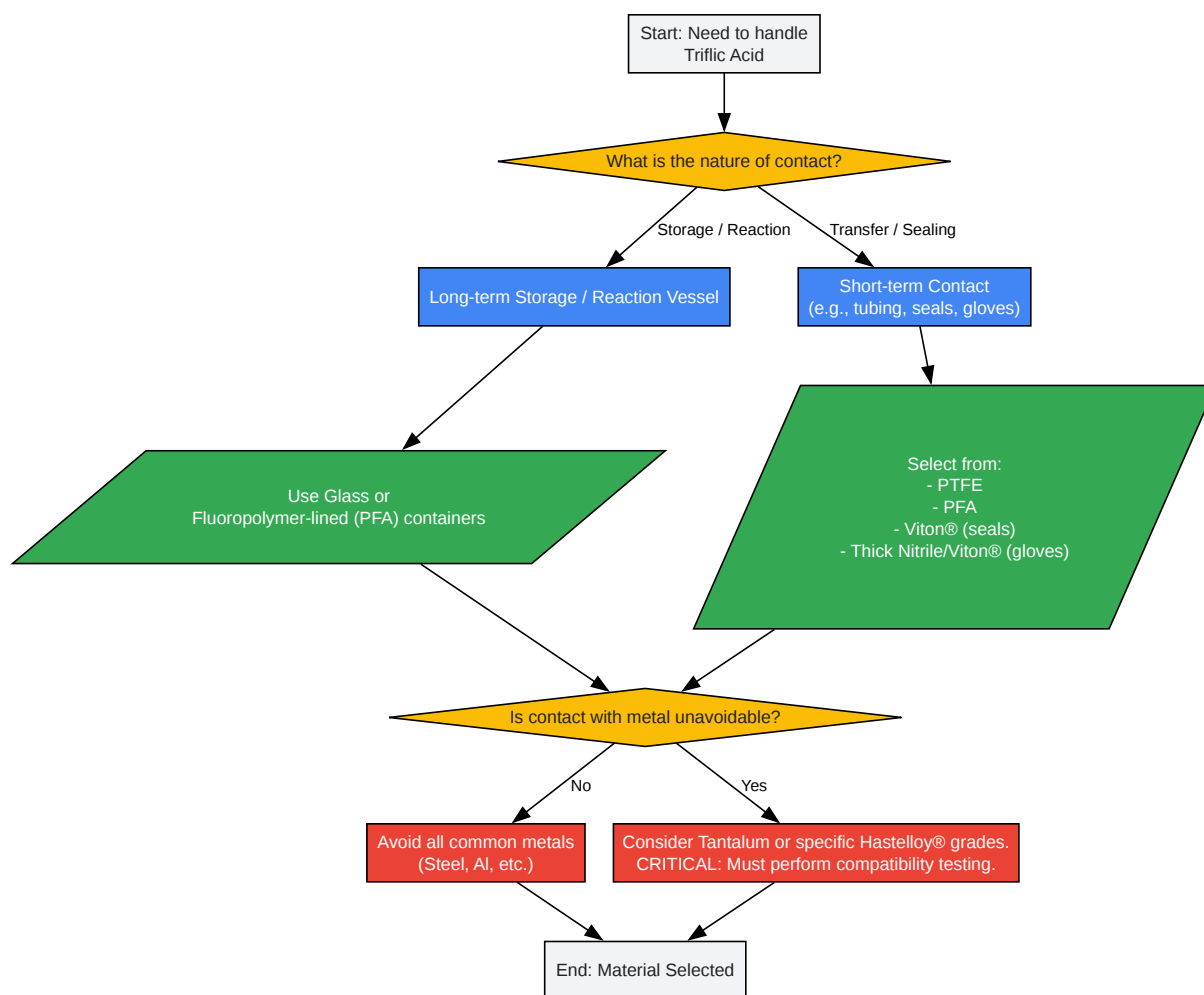 Start: Need to handle
Triflic Acid
What is the nature of contact?
Storage / Reaction
Transfer / Sealing
Long-term Storage / Reaction Vessel
Short-term Contact
(e.g., tubing, seals, gloves)
Use Glass or
Fluoropolymer-lined (PFA) containers
Select from:
- PTFE
- PFA
- Viton® (seals)
- Thick Nitrile/Viton® (gloves)
Is contact with metal unavoidable?
No
Yes
Avoid all common metals
(Steel, Al, etc.)
Consider Tantalum or specific Hastelloy® grades.
CRITICAL: Must perform compatibility testing.
End: Material Selected